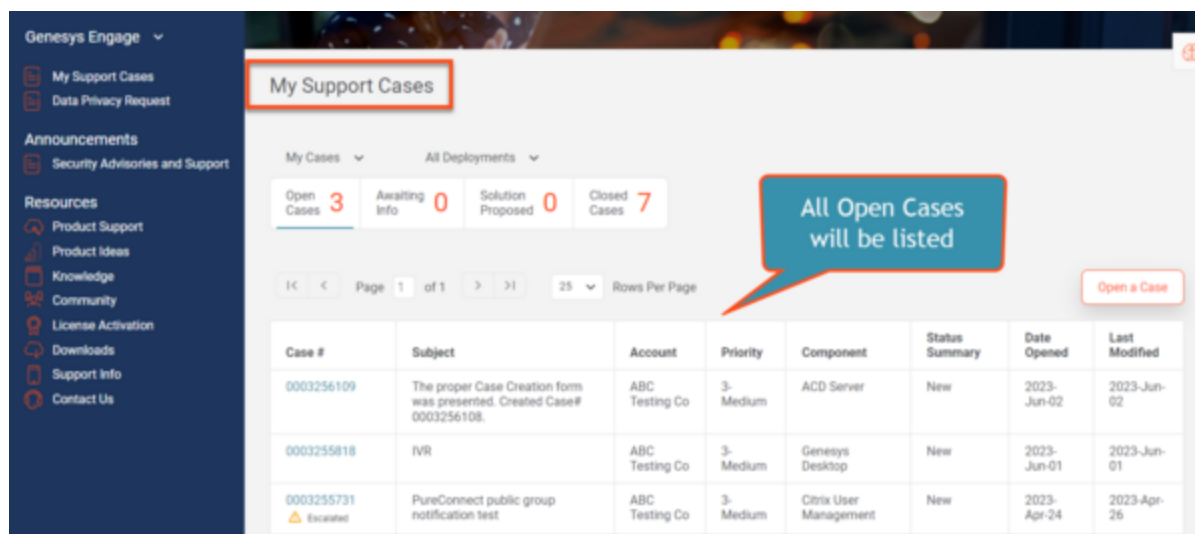 Genesys Engage
My Support Cases
Data Privacy Request
Announcements
Security Advisories and Support
Resources
Product Support
Product Ideas
Knowledge
Community
License Activation
Downloads
Support Info
Contact Us
My Support Cases
My Cases
All Deployments
Open Cases 3
Awaiting Info 0
Solution Proposed 0
Closed Cases 7
All Open Cases
will be listed
Page 1 of 1
25 Rows Per Page
Open a Case
Case # Subject Account Priority Component Status Summary Date Opened Last Modified
0003256109 The proper Case Creation form ABC 3- ACD Server New 2023- 2023-Jun-
was presented. Created Case# Testing Co Medium Jun-02 02
0003256108.
0003255818 IVR ABC 3- Genesys New 2023- 2023-Jun-
Testing Co Medium Desktop Jun-01 01
0003255731 PureConnect public group ABC 3- Citrix User New 2023- 2023-Apr-
Escalated notification test Testing Co Medium Management Apr-24 26